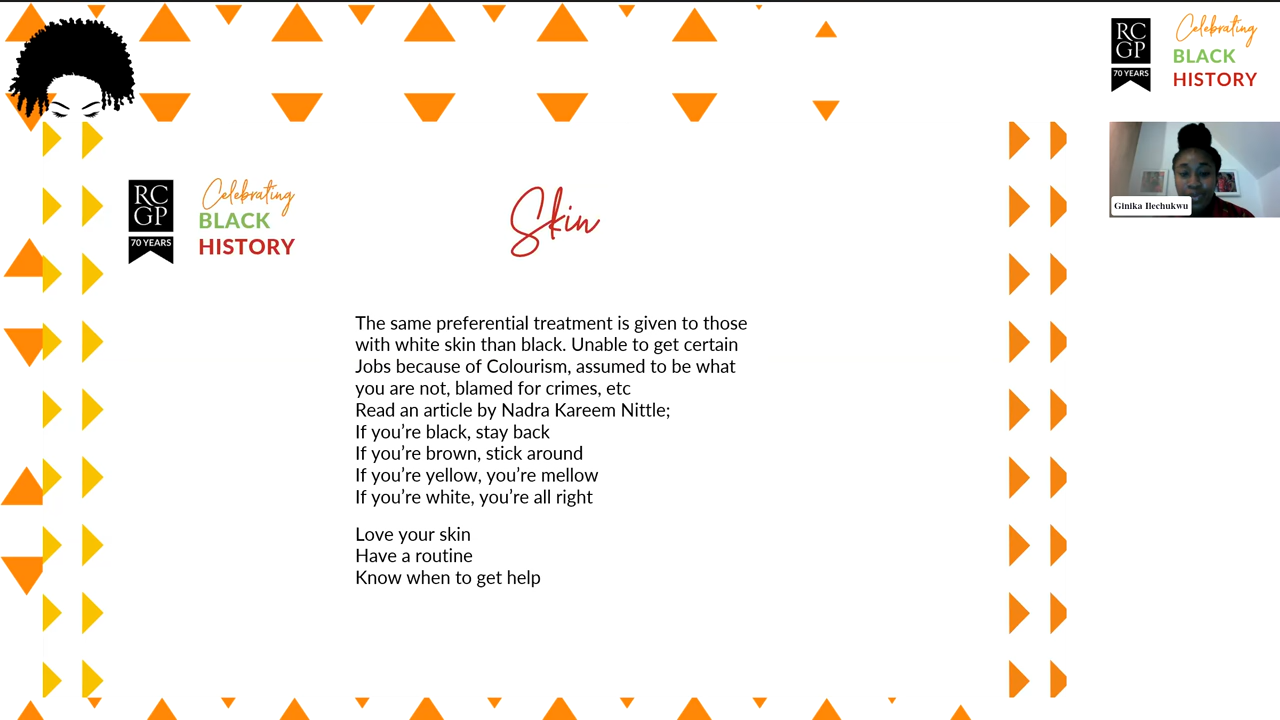 RC
GP
70 YEARS
Celebrating
BLACK
HISTORY
Ginika Ilechukwu
RC
GP
70 YEARS
Celebrating
BLACK
HISTORY
Skin
The same preferential treatment is given to those
with white skin than black. Unable to get certain
Jobs because of Colourism, assumed to be what
you are not, blamed for crimes, etc
Read an article by Nadra Kareem Nittle;
If you’re black, stay back
If you’re brown, stick around
If you’re yellow, you’re mellow
If you’re white, you’re all right
Love your skin
Have a routine
Know when to get help